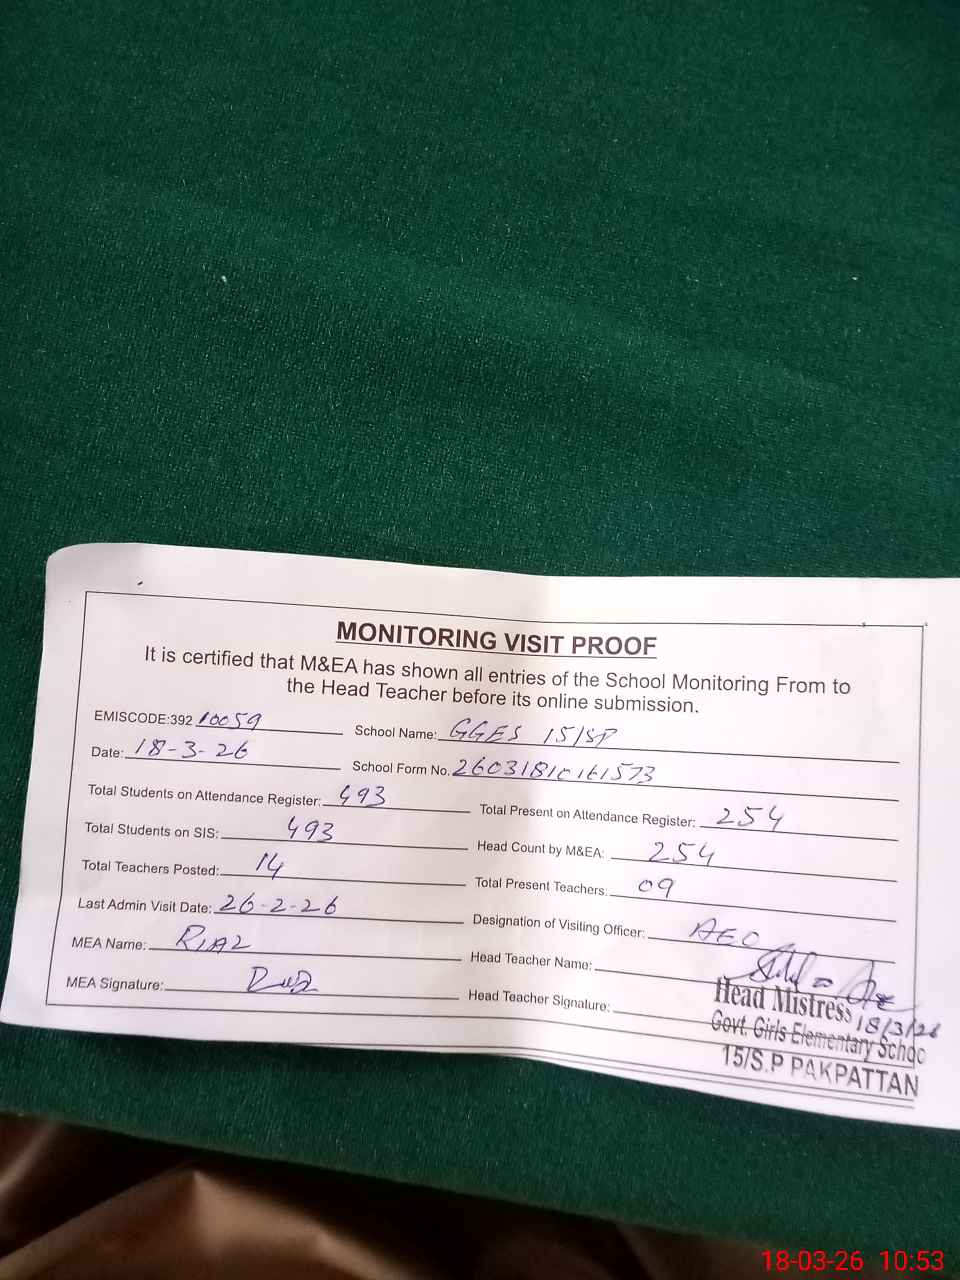 MONITORING VISIT PROOF
It is certified that M&EA has shown all entries of the School Monitoring From to
the Head Teacher before its online submission.
EMISCODE:392 10059 School Name: GGES 15/SP
Date: 18-3-26 School Form No. 26031810161573
Total Students on Attendance Register: 493 Total Present on Attendance Register: 254
Total Students on SIS: 493 Head Count by M&EA: 254
Total Teachers Posted: 14 Total Present Teachers: 09
Last Admin Visit Date: 26-2-26 Designation of Visiting Officer: AEO
MEA Name: RIAZ Head Teacher Name:
MEA Signature: Head Teacher Signature:
Head Mistress 18/3/26
Govt. Girls Elementary Schoo
15/S.P PAKPATTAN
18-03-26 10:53